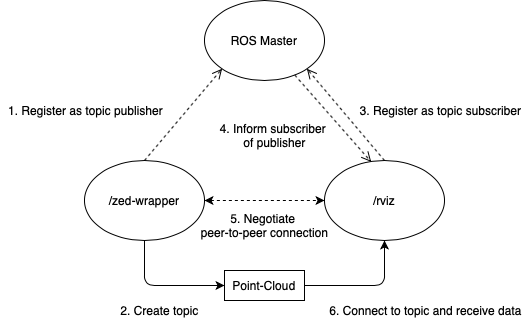 ROS Master
1. Register as topic publisher
3. Register as topic subscriber
4. Inform subscriber
of publisher
/zed-wrapper
/rviz
5. Negotiate
peer-to-peer connection
Point-Cloud
2. Create topic
6. Connect to topic and receive data